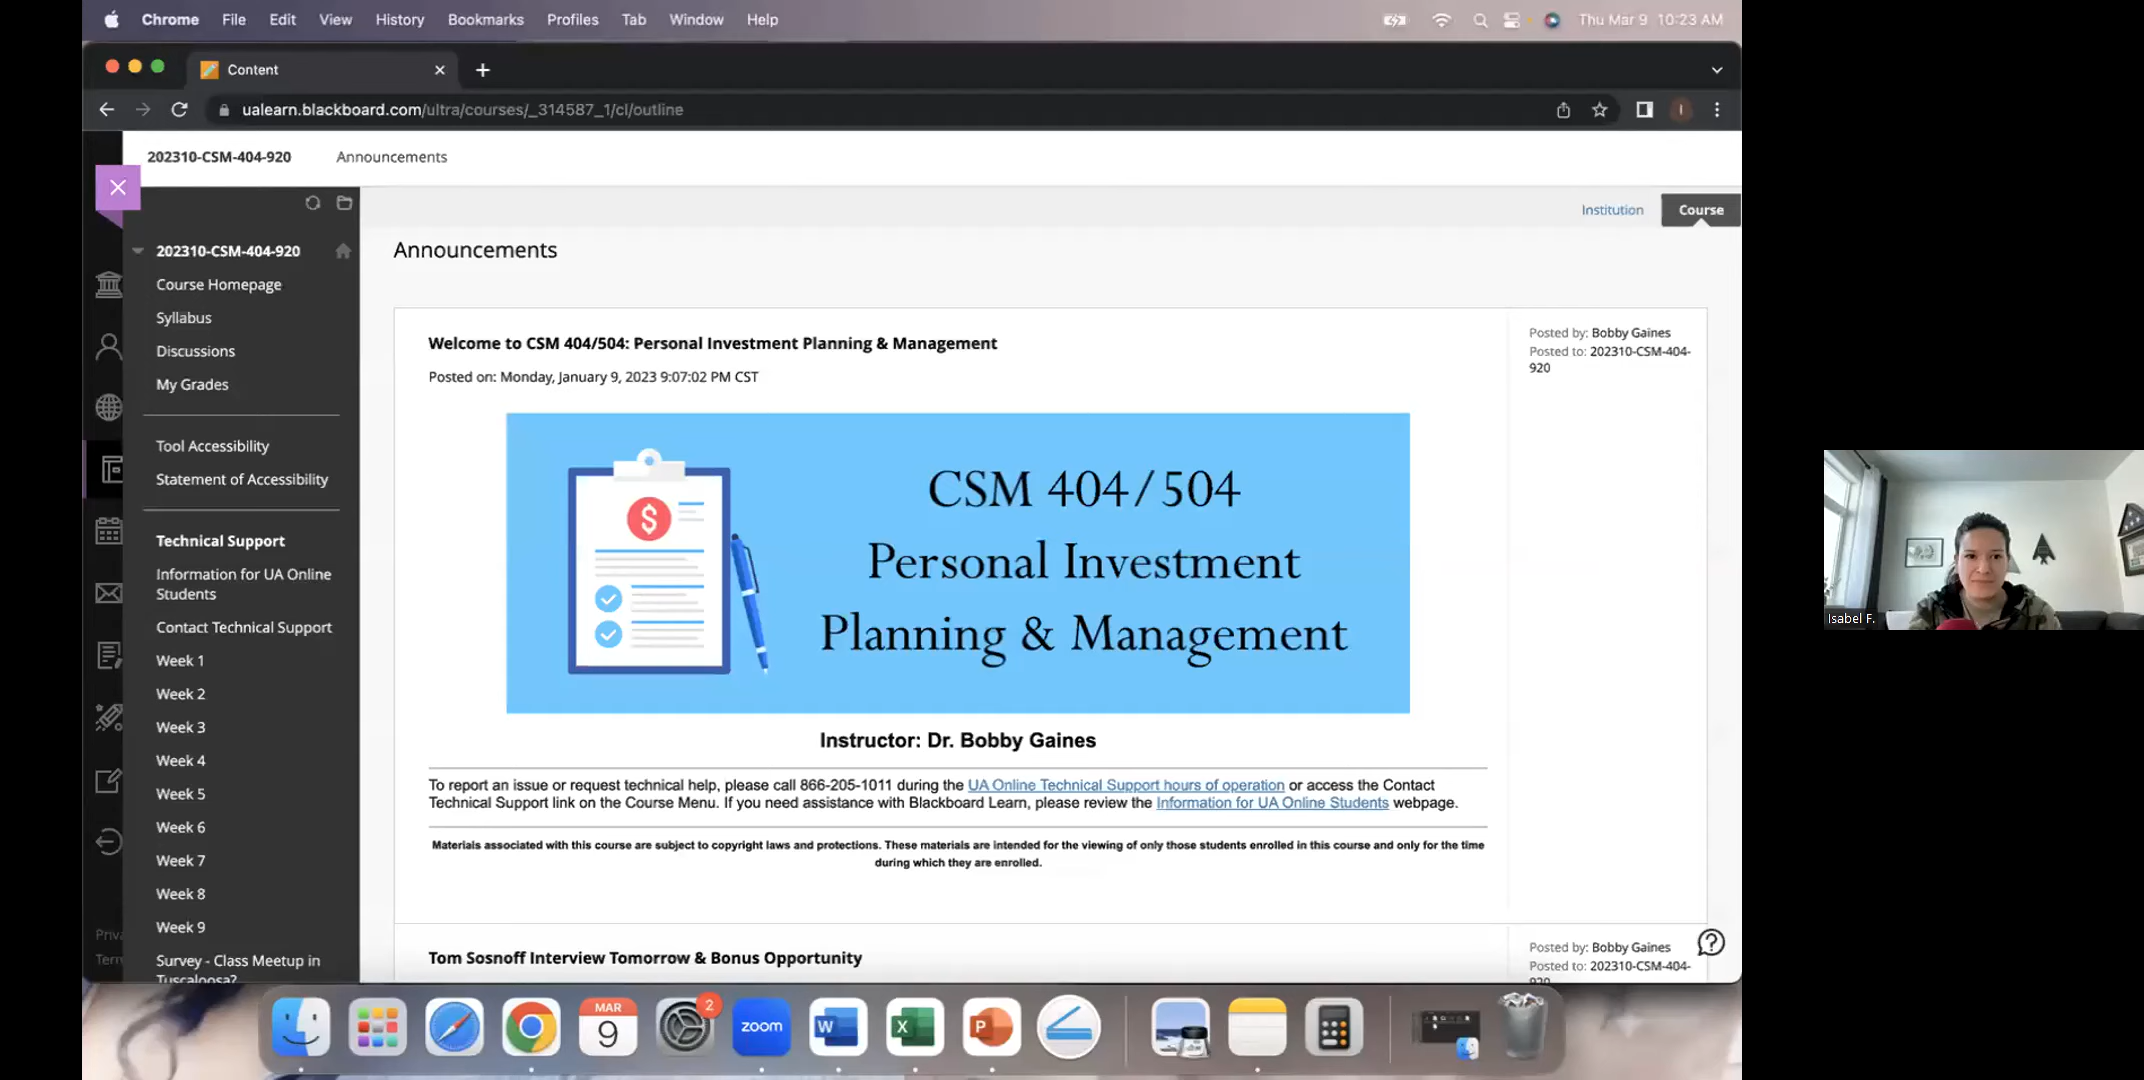 Chrome File Edit View History Bookmarks Profiles Tab Window Help Thu Mar 9 10:23 AM
Content
ualearn.blackboard.com/ultra/courses/_314587_1/cl/outline
202310-CSM-404-920 Announcements
Institution Course
202310-CSM-404-920
Course Homepage
Syllabus
Discussions
My Grades
Tool Accessibility
Statement of Accessibility
Technical Support
Information for UA Online
Students
Contact Technical Support
Week 1
Week 2
Week 3
Week 4
Week 5
Week 6
Week 7
Week 8
Week 9
Survey - Class Meetup in
Tuscaloosa?
Announcements
Welcome to CSM 404/504: Personal Investment Planning & Management
Posted on: Monday, January 9, 2023 9:07:02 PM CST
Posted by: Bobby Gaines
Posted to: 202310-CSM-404-
920
$
CSM 404/504
Personal Investment
Planning & Management
Instructor: Dr. Bobby Gaines
To report an issue or request technical help, please call 866-205-1011 during the UA Online Technical Support hours of operation or access the Contact
Technical Support link on the Course Menu. If you need assistance with Blackboard Learn, please review the Information for UA Online Students webpage.
Materials associated with this course are subject to copyright laws and protections. These materials are intended for the viewing of only those students enrolled in this course and only for the time
during which they are enrolled.
Tom Sosnoff Interview Tomorrow & Bonus Opportunity
Posted by: Bobby Gaines
Posted to: 202310-CSM-404-
920
Isabel F.
MAR
9
2
zoom
W
X
P